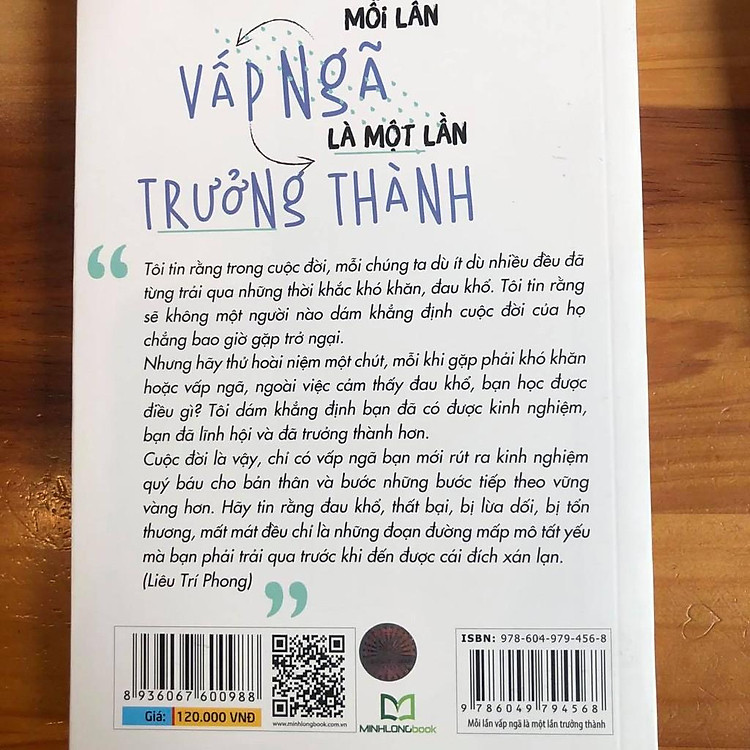 MỖI LẦN
VẤP NGÃ
LÀ MỘT LẦN
TRƯỞNG THÀNH
“
Tôi tin rằng trong cuộc đời, mỗi chúng ta dù ít dù nhiều đều đã
từng trải qua những thời khắc khó khăn, đau khổ. Tôi tin rằng
sẽ không một người nào dám khẳng định cuộc đời của họ
chẳng bao giờ gặp trở ngại.
Nhưng hãy thử hoài niệm một chút, mỗi khi gặp phải khó khăn
hoặc vấp ngã, ngoài việc cảm thấy đau khổ, bạn học được
điều gì? Tôi dám khẳng định bạn đã có được kinh nghiệm,
bạn đã lĩnh hội và đã trưởng thành hơn.
Cuộc đời là vậy, chỉ có vấp ngã bạn mới rút ra kinh nghiệm
quý báu cho bản thân và bước những bước tiếp theo vững
vàng hơn. Hãy tin rằng đau khổ, thất bại, bị lừa dối, bị tổn
thương, mất mát đều chỉ là những đoạn đường mấp mô tất yếu
mà bạn phải trải qua trước khi đến được cái đích xán lạn.
(Liêu Trí Phong)
”
8 936067 600988
Giá: 120.000 VNĐ
www.minhlongbook.com.vn
MINHLONGbook
ISBN: 978-604-979-456-8
9 786049 794568
Mỗi lần vấp ngã là một lần trưởng thành